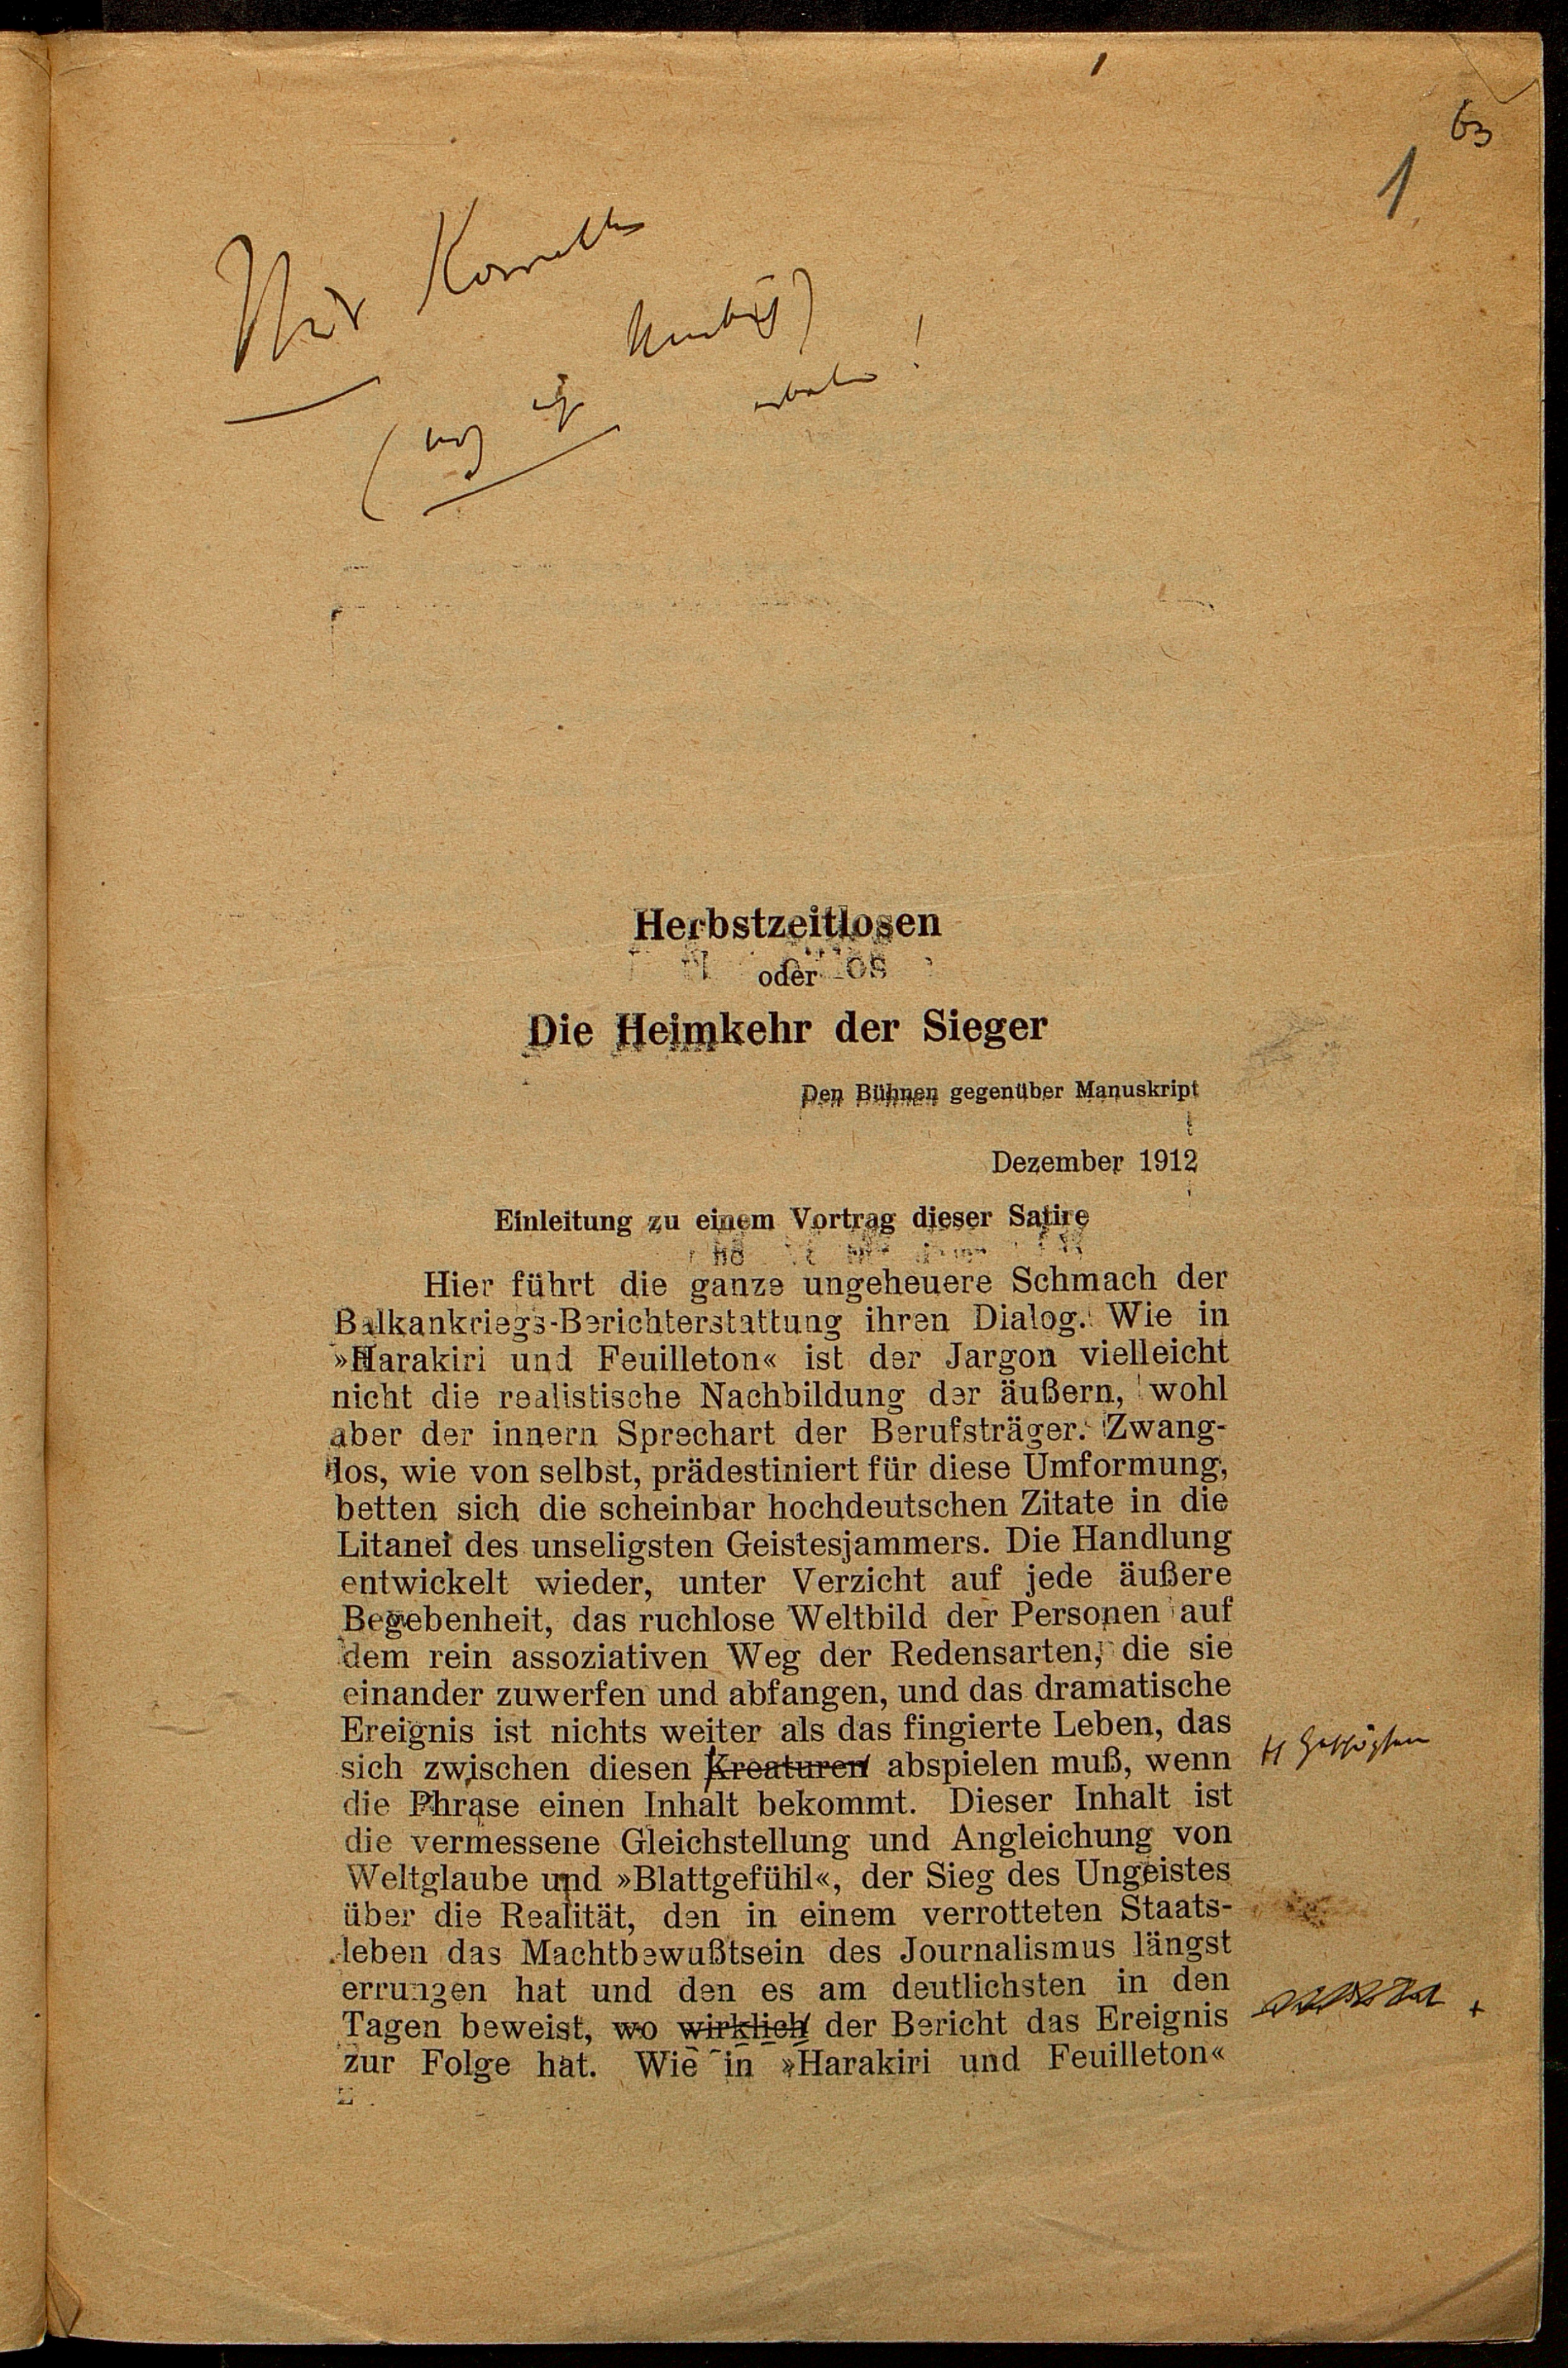 1
63
1
Herbstzeitlosen
oder
Die Heimkehr der Sieger
Den Bühnen gegenüber Manuskript
Dezember 1912
Einleitung zu einem Vortrag dieser Satire
Hier führt die ganze ungeheuere Schmach der
Balkankriegs-Berichterstattung ihren Dialog. Wie in
»Harakiri und Feuilleton« ist der Jargon vielleicht
nicht die realistische Nachbildung der äußern, wohl
aber der innern Sprechart der Berufsträger. Zwang-
los, wie von selbst, prädestiniert für diese Umformung,
betten sich die scheinbar hochdeutschen Zitate in die
Litanei des unseligsten Geistesjammers. Die Handlung
entwickelt wieder, unter Verzicht auf jede äußere
Begebenheit, das ruchlose Weltbild der Personen auf
dem rein assoziativen Weg der Redensarten, die sie
einander zuwerfen und abfangen, und das dramatische
Ereignis ist nichts weiter als das fingierte Leben, das
sich zwischen diesen Kreaturen abspielen muß, wenn
die Phrase einen Inhalt bekommt. Dieser Inhalt ist
die vermessene Gleichstellung und Angleichung von
Weltglaube und »Blattgefühl«, der Sieg des Ungeistes
über die Realität, den in einem verrotteten Staats-
leben das Machtbewußtsein des Journalismus längst
errungen hat und den es am deutlichsten in den
Tagen beweist, wo wirklich der Bericht das Ereignis
zur Folge hat. Wie in »Harakiri und Feuilleton«